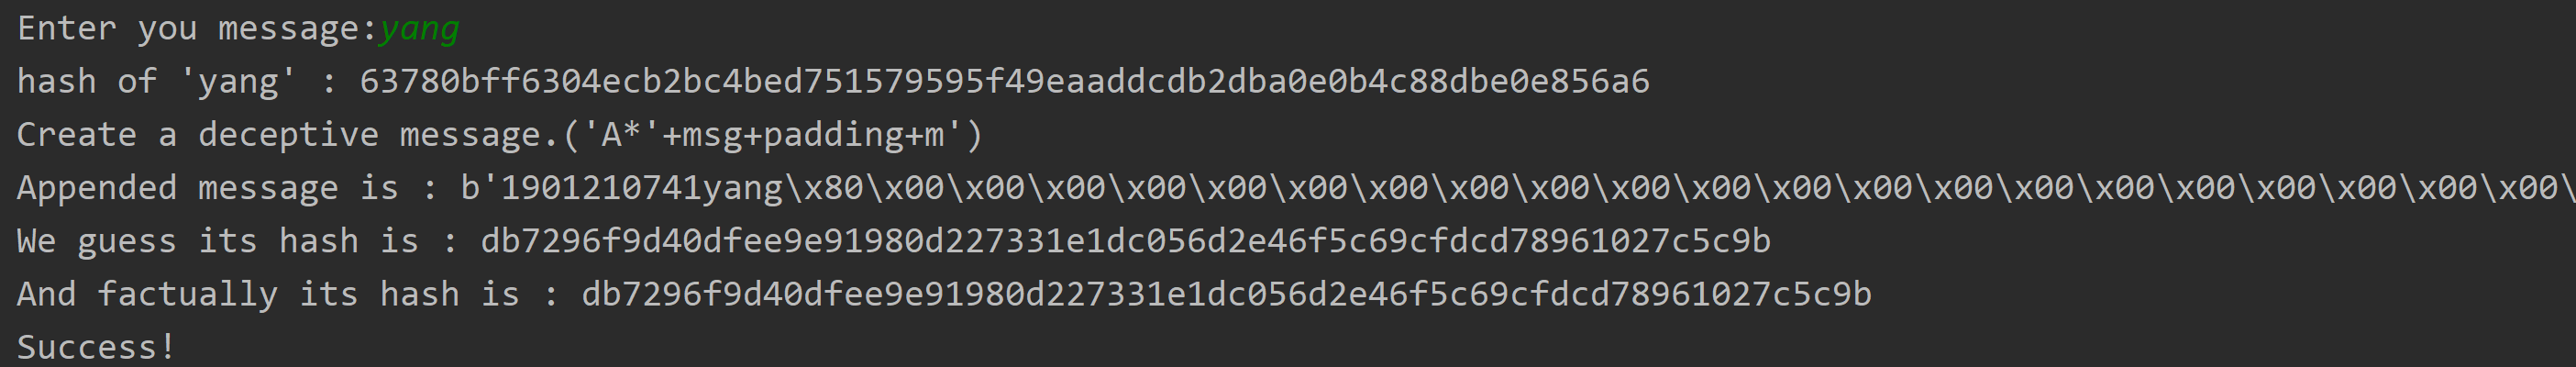 Enter you message:yang
hash of 'yang' : 63780bff6304ecb2bc4bed751579595f49eaaddcdb2dba0e0b4c88dbe0e856a6
Create a deceptive message.('A*'+msg+padding+m')
Appended message is : b'1901210741yang\x80\x00\x00\x00\x00\x00\x00\x00\x00\x00\x00\x00\x00\x00\x00\x00\x00\x00\x00\x00\x00\x00\
We guess its hash is : db7296f9d40dfee9e91980d227331e1dc056d2e46f5c69cfdcd78961027c5c9b
And factually its hash is : db7296f9d40dfee9e91980d227331e1dc056d2e46f5c69cfdcd78961027c5c9b
Success!